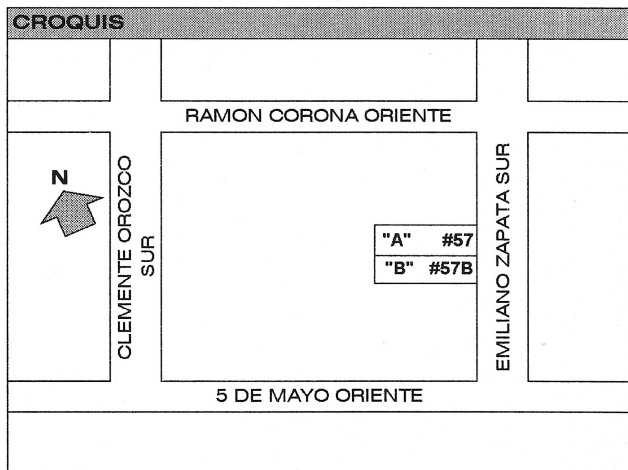 CROQUIS
RAMON CORONA ORIENTE
N
CLEMENTE OROZCO
SUR
EMILIANO ZAPATA SUR
"A" #57
"B" #57B
5 DE MAYO ORIENTE